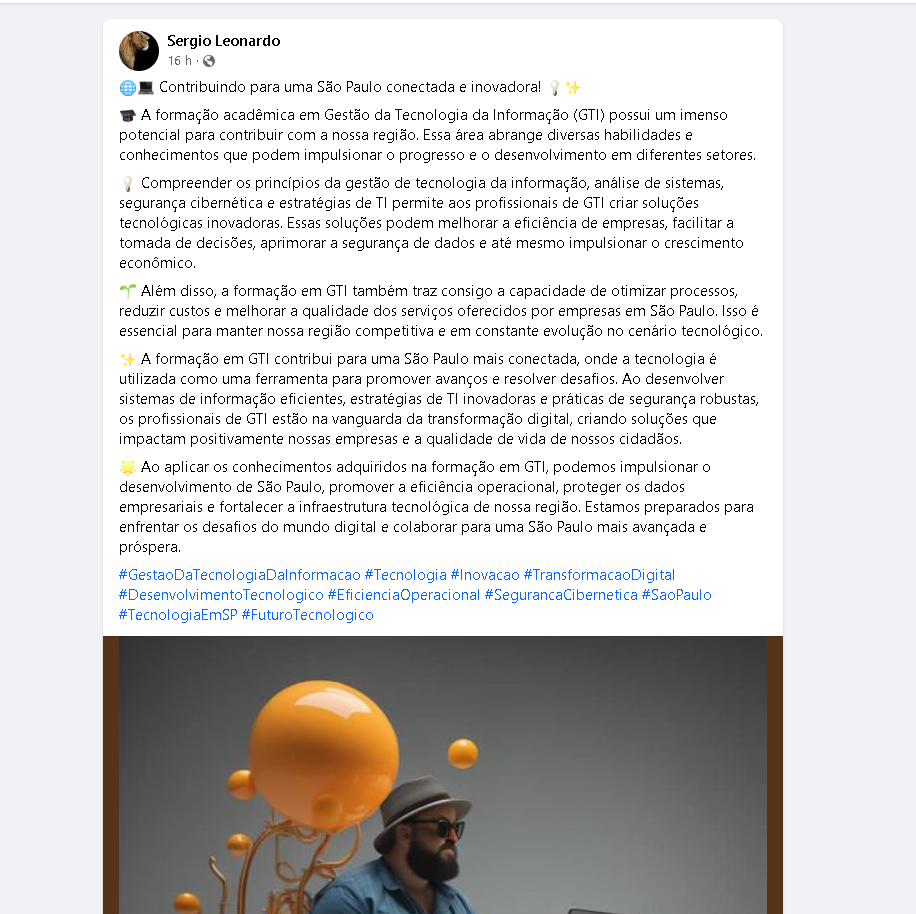 Sergio Leonardo
16 h ·
🌐💻 Contribuindo para uma São Paulo conectada e inovadora! 💡✨
🎓 A formação acadêmica em Gestão da Tecnologia da Informação (GTI) possui um imenso
potencial para contribuir com a nossa região. Essa área abrange diversas habilidades e
conhecimentos que podem impulsionar o progresso e o desenvolvimento em diferentes setores.
💡 Compreender os princípios da gestão de tecnologia da informação, análise de sistemas,
segurança cibernética e estratégias de TI permite aos profissionais de GTI criar soluções
tecnológicas inovadoras. Essas soluções podem melhorar a eficiência de empresas, facilitar a
tomada de decisões, aprimorar a segurança de dados e até mesmo impulsionar o crescimento
econômico.
🌱 Além disso, a formação em GTI também traz consigo a capacidade de otimizar processos,
reduzir custos e melhorar a qualidade dos serviços oferecidos por empresas em São Paulo. Isso é
essencial para manter nossa região competitiva e em constante evolução no cenário tecnológico.
✨ A formação em GTI contribui para uma São Paulo mais conectada, onde a tecnologia é
utilizada como uma ferramenta para promover avanços e resolver desafios. Ao desenvolver
sistemas de informação eficientes, estratégias de TI inovadoras e práticas de segurança robustas,
os profissionais de GTI estão na vanguarda da transformação digital, criando soluções que
impactam positivamente nossas empresas e a qualidade de vida de nossos cidadãos.
🌟 Ao aplicar os conhecimentos adquiridos na formação em GTI, podemos impulsionar o
desenvolvimento de São Paulo, promover a eficiência operacional, proteger os dados
empresariais e fortalecer a infraestrutura tecnológica de nossa região. Estamos preparados para
enfrentar os desafios do mundo digital e colaborar para uma São Paulo mais avançada e
próspera.
#GestaoDaTecnologiaDaInformacao #Tecnologia #Inovacao #TransformacaoDigital
#DesenvolvimentoTecnologico #EficienciaOperacional #SegurancaCibernetica #SaoPaulo
#TecnologiaEmSP #FuturoTecnologico